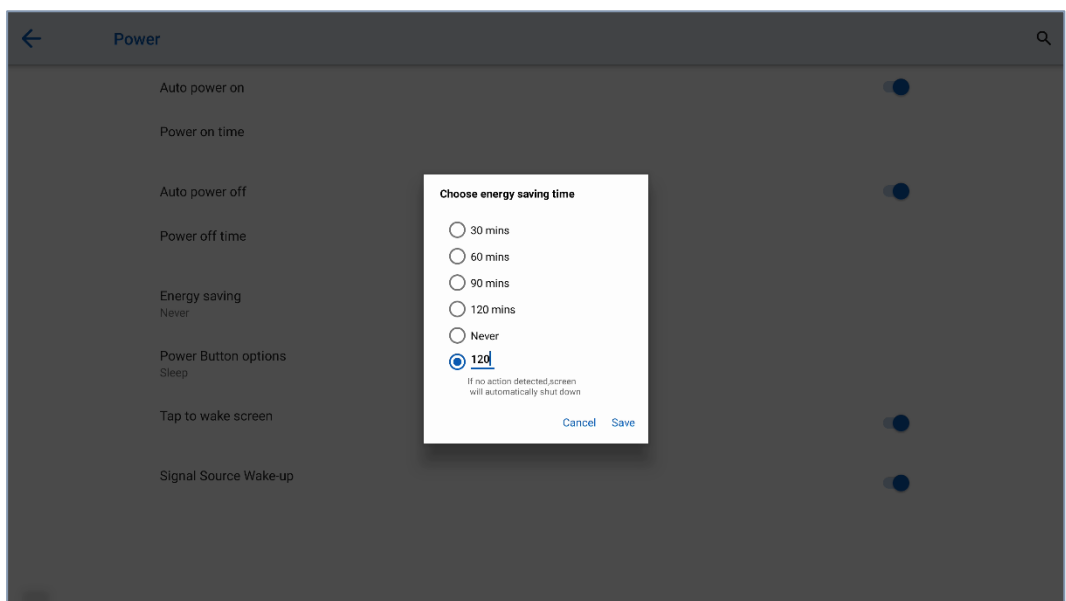 Power
Auto power on
Power on time
Auto power off
Power off time
Energy saving
Never
Power Button options
Sleep
Tap to wake screen
Signal Source Wake-up
Choose energy saving time
30 mins
60 mins
90 mins
120 mins
Never
120
If no action detected,screen
will automatically shut down
Cancel Save